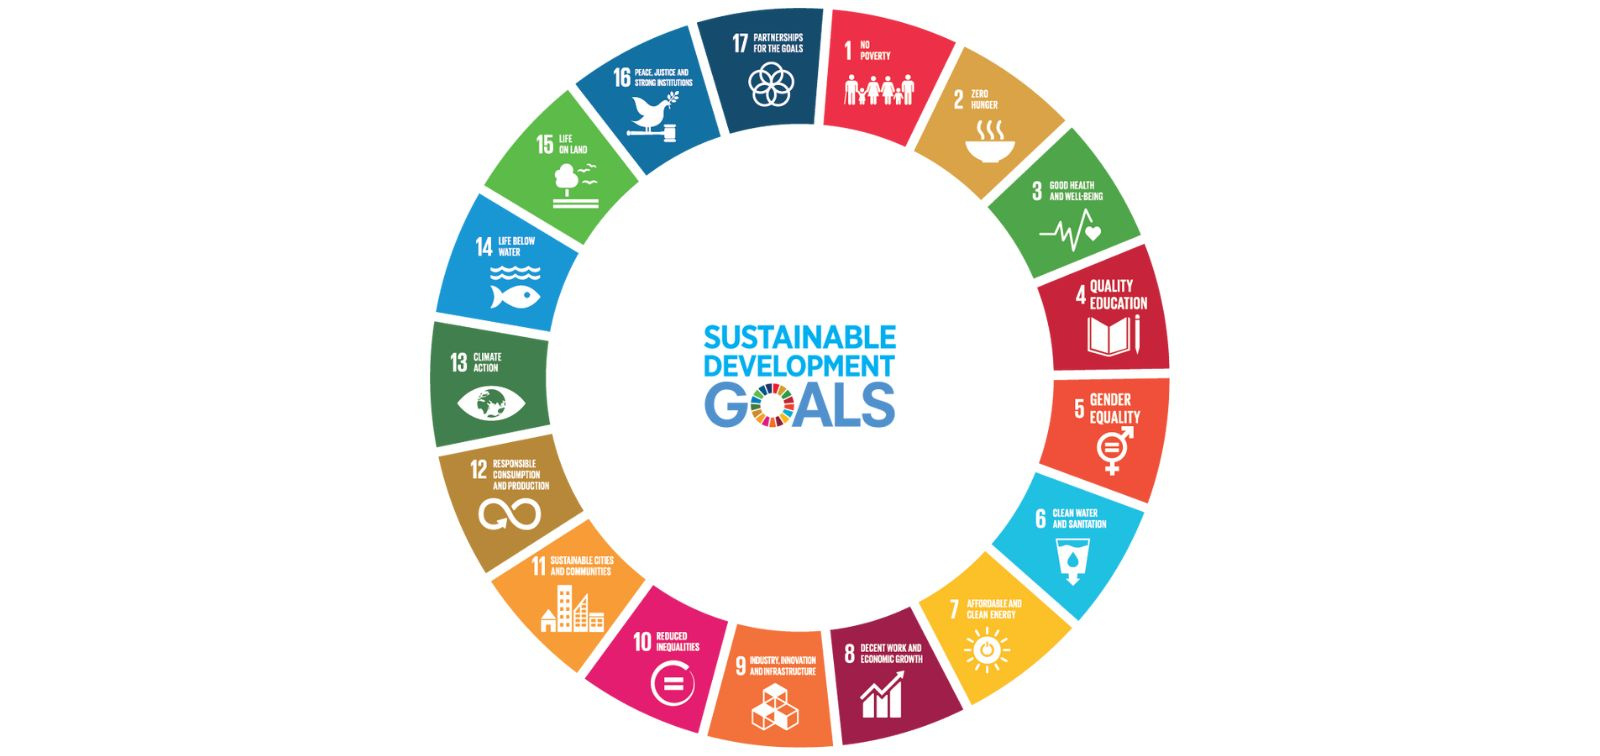 1 NO
POVERTY
2 ZERO
HUNGER
3 GOOD HEALTH
AND WELL-BEING
4 QUALITY
EDUCATION
5 GENDER
EQUALITY
6 CLEAN WATER
AND SANITATION
7 AFFORDABLE AND
CLEAN ENERGY
8 DECENT WORK AND
ECONOMIC GROWTH
9 INDUSTRY, INNOVATION
AND INFRASTRUCTURE
10 REDUCED
INEQUALITIES
11 SUSTAINABLE CITIES
AND COMMUNITIES
12 RESPONSIBLE
CONSUMPTION
AND PRODUCTION
13 CLIMATE
ACTION
14 LIFE BELOW
WATER
15 LIFE
ON LAND
16 PEACE, JUSTICE AND
STRONG INSTITUTIONS
17 PARTNERSHIPS
FOR THE GOALS
SUSTAINABLE
DEVELOPMENT
GOALS